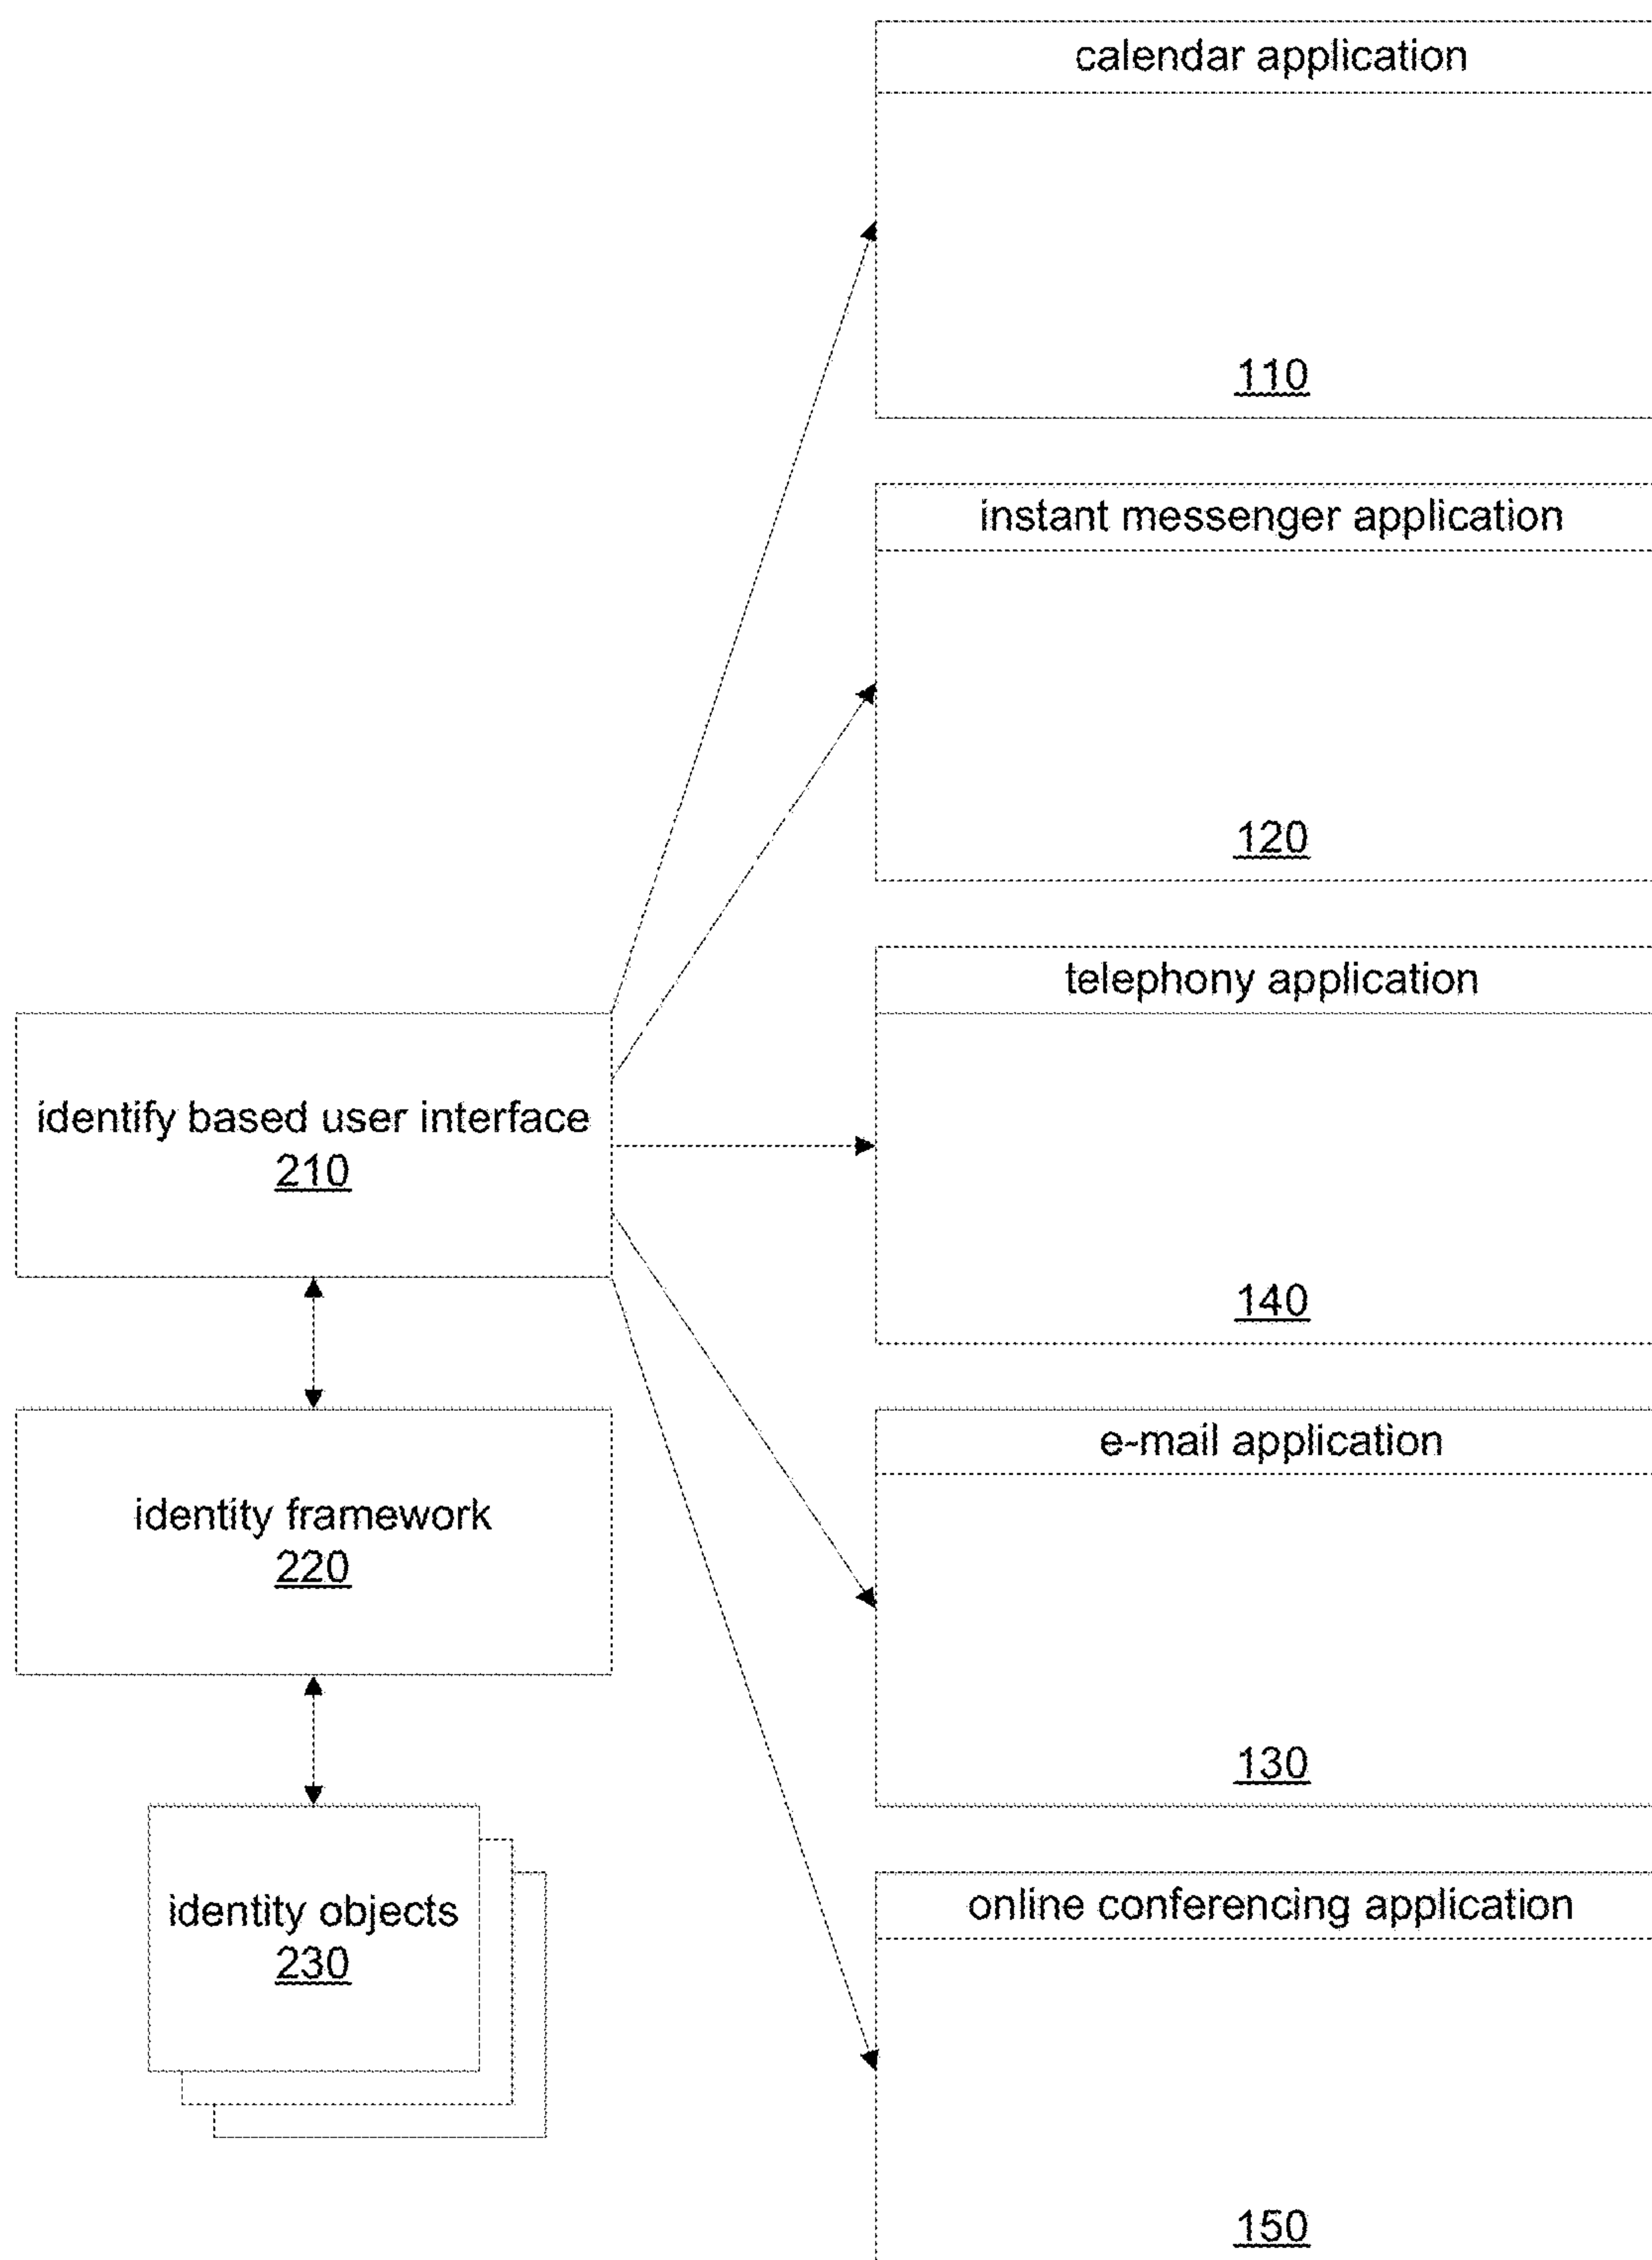 calendar application
110
instant messenger application
120
telephony application
140
identify based user interface
210
identity framework
220
e-mail application
130
identity objects
230
online conferencing application
150